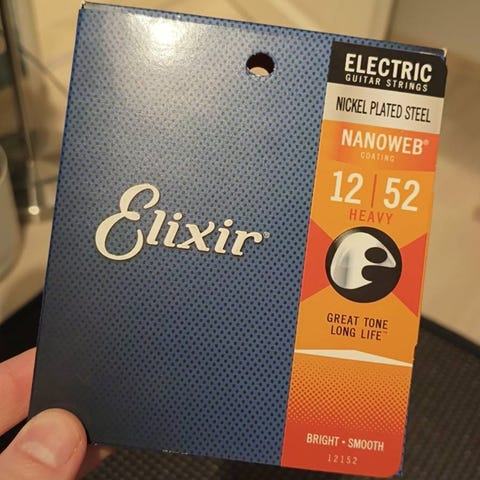 ELECTRIC
GUITAR STRINGS
NICKEL PLATED STEEL
NANOWEB®
COATING
12 | 52
HEAVY
Elixir®
GREAT TONE
LONG LIFE™
BRIGHT • SMOOTH
12152